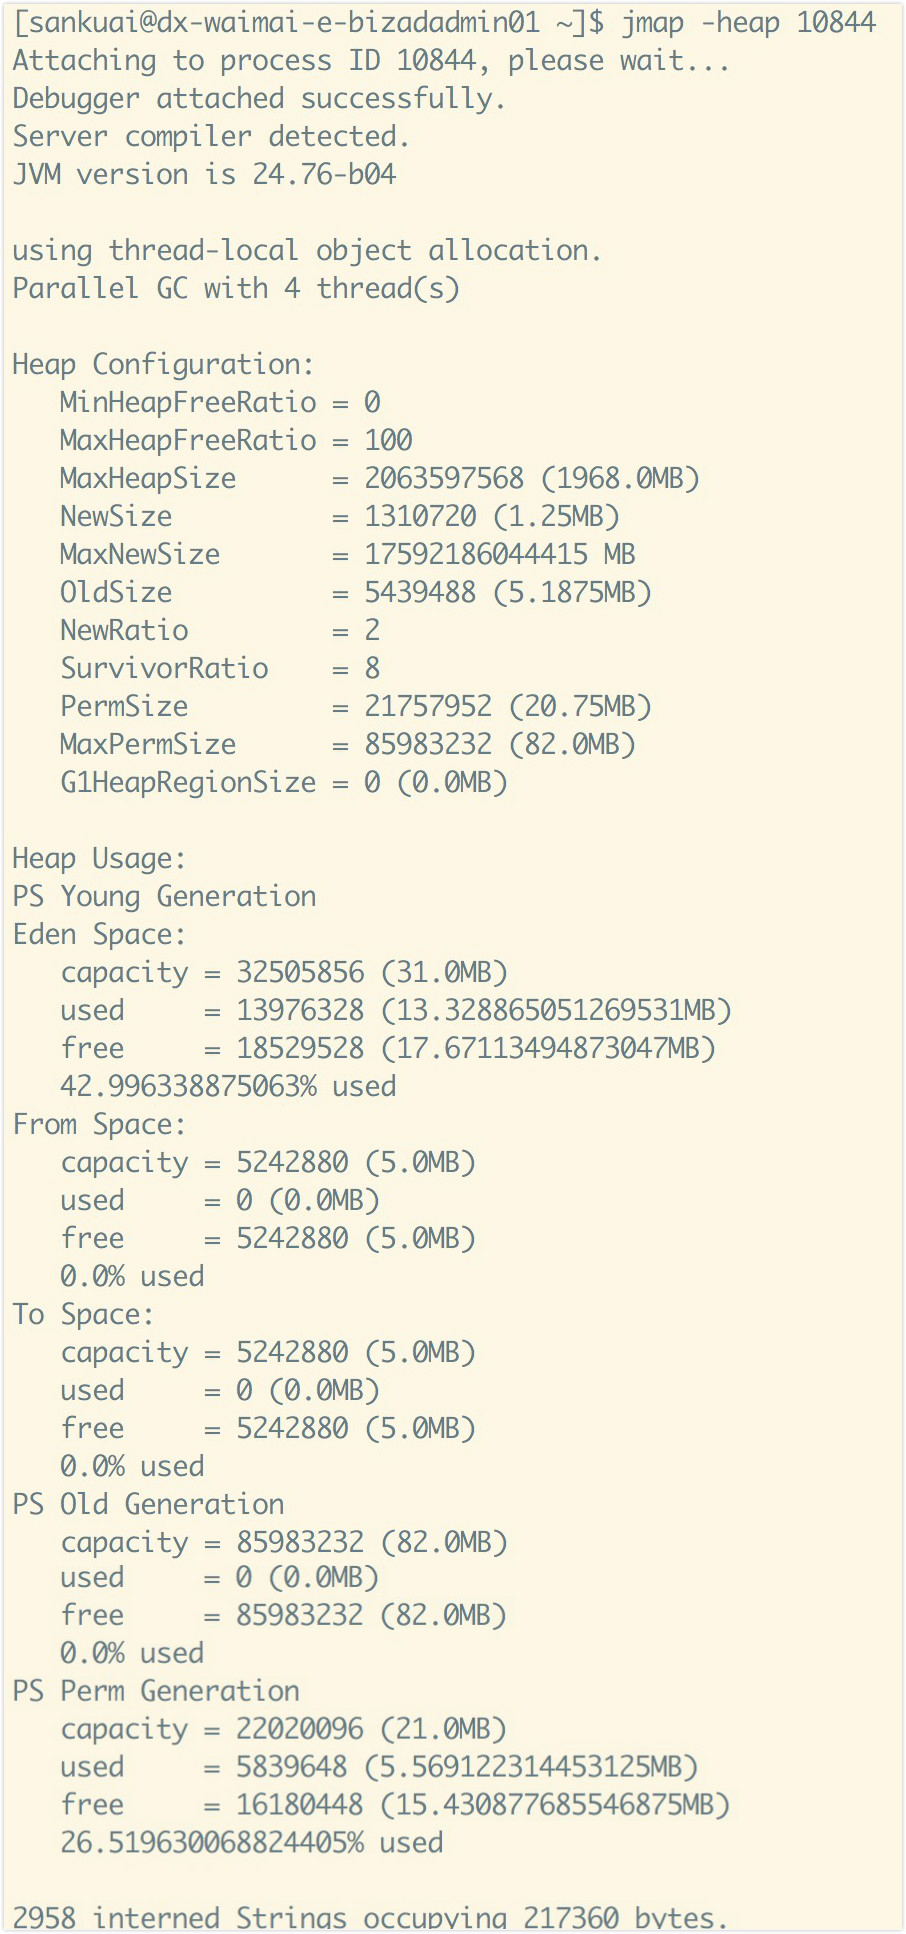 [sankuai@dx-waimai-e-bizadadmin01 ~]$ jmap -heap 10844
Attaching to process ID 10844, please wait...
Debugger attached successfully.
Server compiler detected.
JVM version is 24.76-b04

using thread-local object allocation.
Parallel GC with 4 thread(s)

Heap Configuration:
   MinHeapFreeRatio = 0
   MaxHeapFreeRatio = 100
   MaxHeapSize      = 2063597568 (1968.0MB)
   NewSize          = 1310720 (1.25MB)
   MaxNewSize       = 17592186044415 MB
   OldSize          = 5439488 (5.1875MB)
   NewRatio         = 2
   SurvivorRatio    = 8
   PermSize         = 21757952 (20.75MB)
   MaxPermSize      = 85983232 (82.0MB)
   G1HeapRegionSize = 0 (0.0MB)

Heap Usage:
PS Young Generation
Eden Space:
   capacity = 32505856 (31.0MB)
   used     = 13976328 (13.328865051269531MB)
   free     = 18529528 (17.67113494873047MB)
   42.996338875063% used
From Space:
   capacity = 5242880 (5.0MB)
   used     = 0 (0.0MB)
   free     = 5242880 (5.0MB)
   0.0% used
To Space:
   capacity = 5242880 (5.0MB)
   used     = 0 (0.0MB)
   free     = 5242880 (5.0MB)
   0.0% used
PS Old Generation
   capacity = 85983232 (82.0MB)
   used     = 0 (0.0MB)
   free     = 85983232 (82.0MB)
   0.0% used
PS Perm Generation
   capacity = 22020096 (21.0MB)
   used     = 5839648 (5.569122314453125MB)
   free     = 16180448 (15.430877685546875MB)
   26.519630068824405% used

2958 interned Strings occupying 217360 bytes.